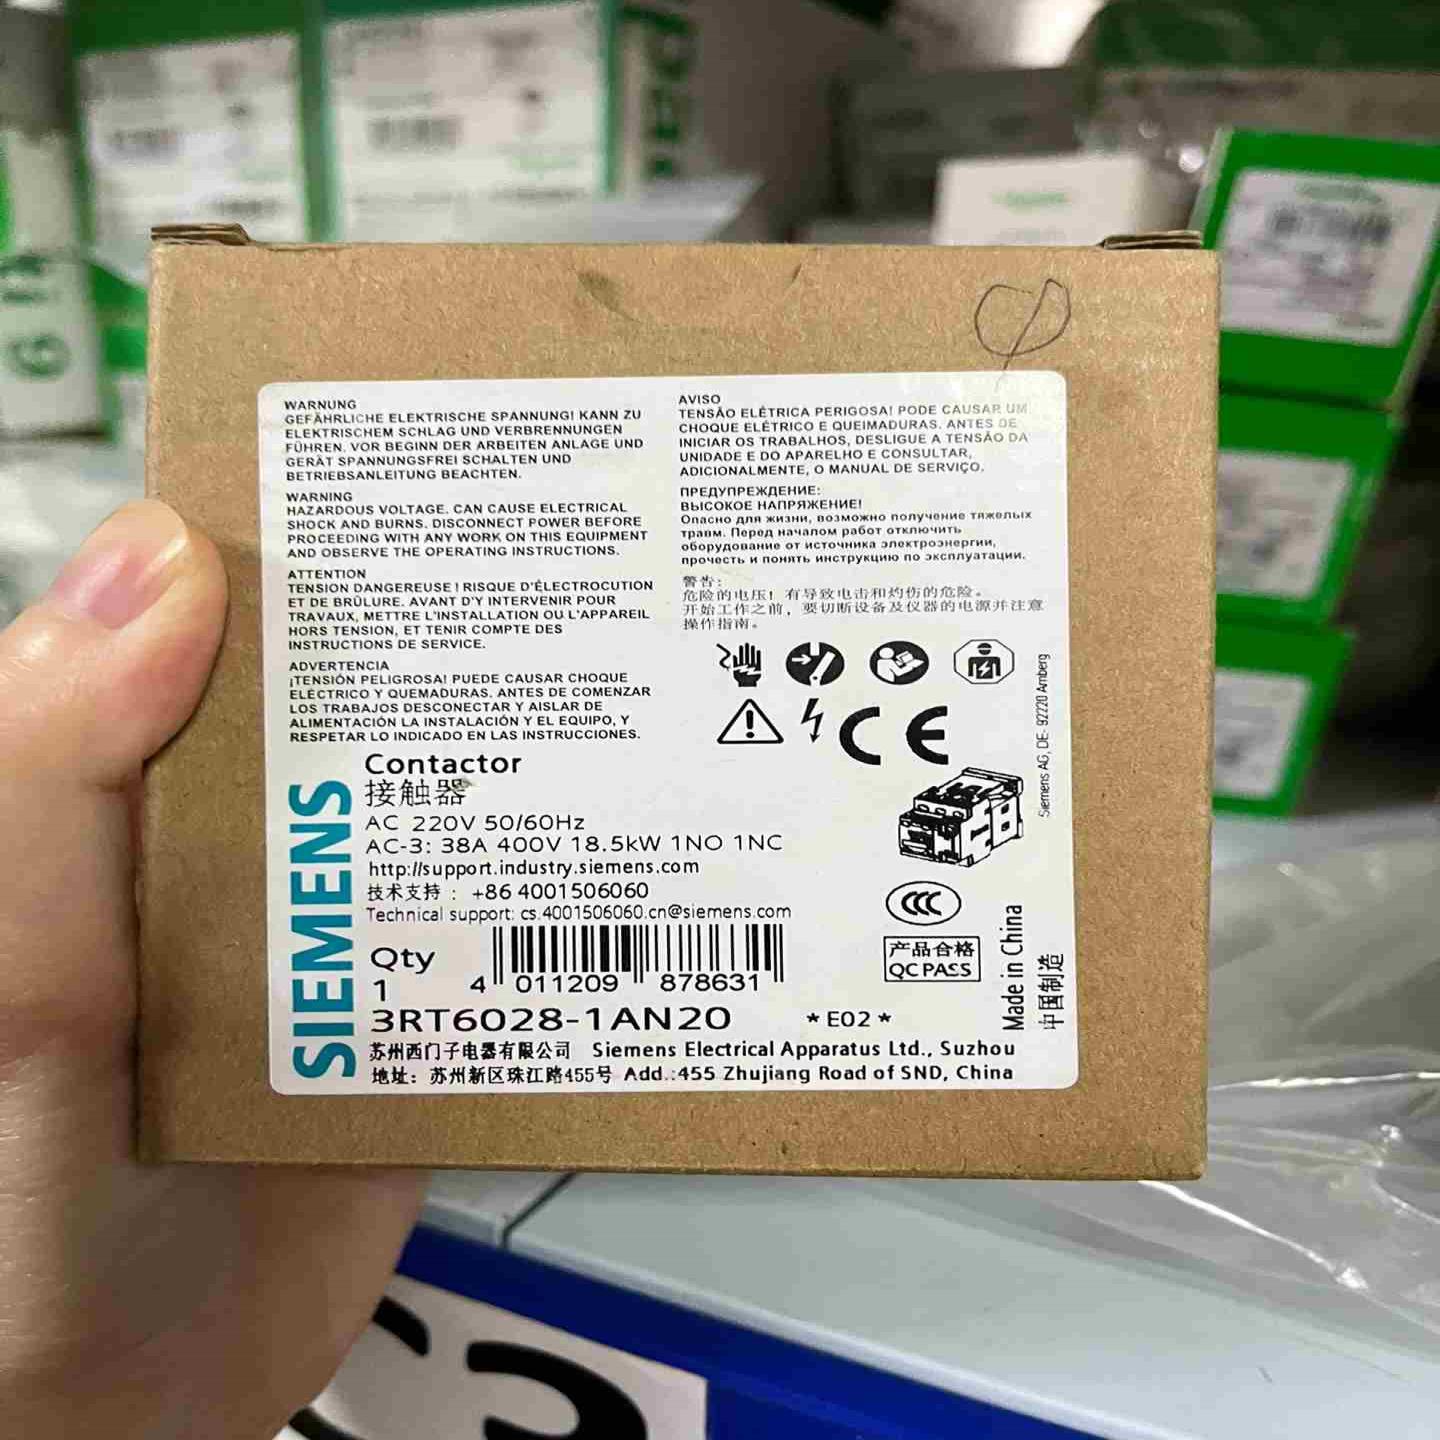 WARNUNG
GEFÄHRLICHE ELEKTRISCHE SPANNUNG! KANN ZU
ELEKTRISCHEM SCHLAG UND VERBRENNUNGEN
FÜHREN. VOR BEGINN DER ARBEITEN ANLAGE UND
GERÄT SPANNUNGSFREI SCHALTEN UND
BETRIEBSANLEITUNG BEACHTEN.
WARNING
HAZARDOUS VOLTAGE. CAN CAUSE ELECTRICAL
SHOCK AND BURNS. DISCONNECT POWER BEFORE
PROCEEDING WITH ANY WORK ON THIS EQUIPMENT
AND OBSERVE THE OPERATING INSTRUCTIONS.
ATTENTION
TENSION DANGEREUSE ! RISQUE D'ÉLECTROCUTION
ET DE BRÛLURE. AVANT D'Y INTERVENIR POUR
TRAVAUX, METTRE L'INSTALLATION OU L'APPAREIL
HORS TENSION, ET TENIR COMPTE DES
INSTRUCTIONS DE SERVICE.
ADVERTENCIA
¡TENSIÓN PELIGROSA! PUEDE CAUSAR CHOQUE
ELÉCTRICO Y QUEMADURAS. ANTES DE COMENZAR
LOS TRABAJOS DESCONECTAR Y AISLAR DE
ALIMENTACIÓN LA INSTALACIÓN Y EL EQUIPO, Y
RESPETAR LO INDICADO EN LAS INSTRUCCIONES.
AVISO
TENSÃO ELÉTRICA PERIGOSA! PODE CAUSAR UM
CHOQUE ELÉTRICO E QUEIMADURAS. ANTES DE
INICIAR OS TRABALHOS, DESLIGUE A TENSÃO DA
UNIDADE E DO APARELHO E CONSULTAR,
ADICIONALMENTE, O MANUAL DE SERVIÇO.
ПРЕДУПРЕЖДЕНИЕ:
ВЫСОКОЕ НАПРЯЖЕНИЕ!
Опасно для жизни, возможно получение тяжелых
травм. Перед началом работ отключить
оборудование от источника электроэнергии,
прочесть и понять инструкцию по эксплуатации.
警告:
危险的电压! 有导致电击和灼伤的危险。
开始工作之前, 要切断设备及仪器的电源并注意
操作指南。
CE
Siemens AG, DE- 92220 Amberg
SIEMENS
Contactor
接触器
AC 220V 50/60Hz
AC-3: 38A 400V 18.5kW 1NO 1NC
http://support.industry.siemens.com
技术支持 : +86 4001506060
Technical support: cs.4001506060.cn@siemens.com
CCC
产品合格
QC PASS
Made in China
中国制造
Qty
1
4 011209 878631
3RT6028-1AN20 * E02 *
苏州西门子电器有限公司 Siemens Electrical Apparatus Ltd., Suzhou
地址: 苏州新区珠江路455号 Add.:455 Zhujiang Road of SND, China